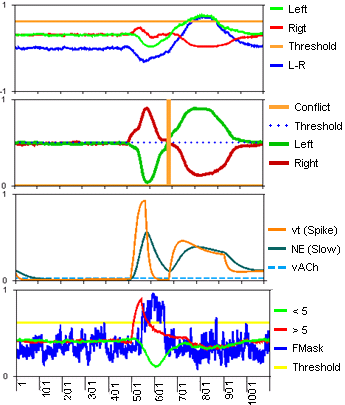 Left
Rigt
Threshold
L-R
-1
1
Conflict
Threshold
Left
Right
0
1
vt (Spike)
NE (Slow)
vACh
0
1
< 5
> 5
FMask
Threshold
0
1 101 201 301 401 501 601 701 801 901 1001